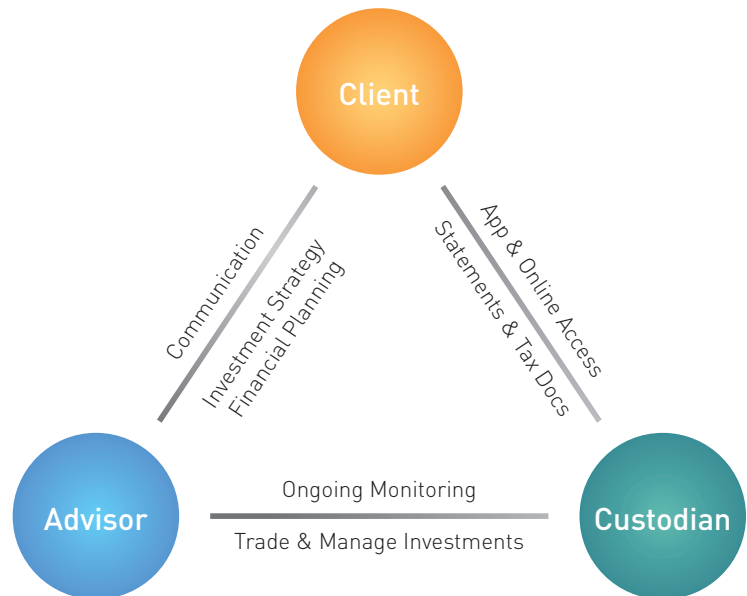 Client
Communication
Investment Strategy
Financial Planning
App & Online Access
Statements & Tax Docs
Advisor
Ongoing Monitoring
Trade & Manage Investments
Custodian